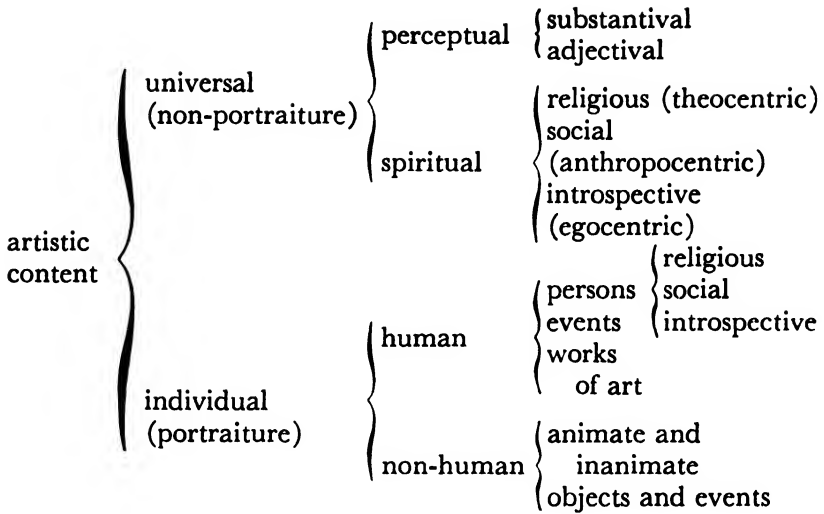 artistic
content
universal
(non-portraiture)
perceptual
substantival
adjectival
spiritual
religious (theocentric)
social
(anthropocentric)
introspective
(egocentric)
individual
(portraiture)
human
persons
religious
social
introspective
events
works
of art
non-human
animate and
inanimate
objects and events